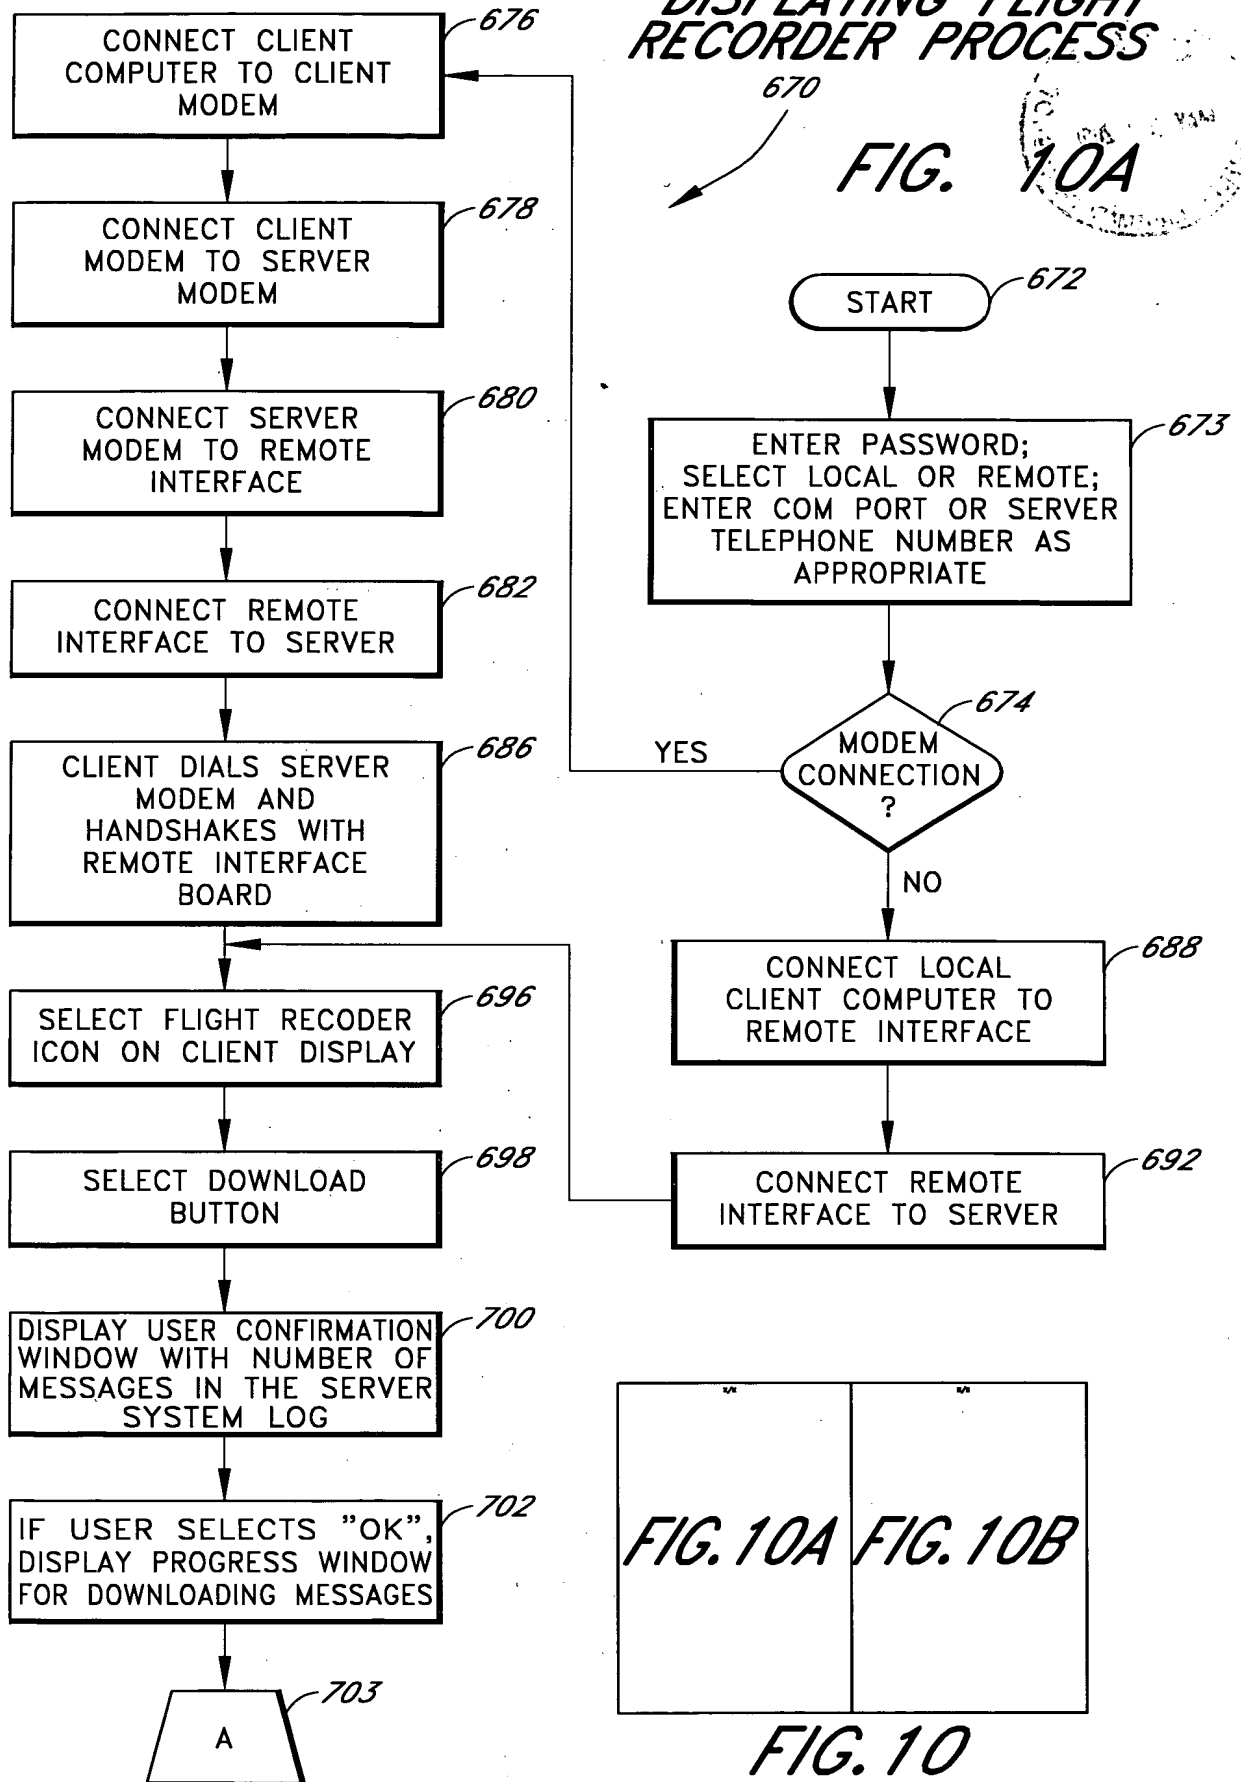 DISPLAYING FLIGHT
RECORDER PROCESS
670
FIG. 10A
START
672
ENTER PASSWORD;
SELECT LOCAL OR REMOTE;
ENTER COM PORT OR SERVER
TELEPHONE NUMBER AS
APPROPRIATE
673
MODEM
CONNECTION
?
674
YES
NO
CONNECT LOCAL
CLIENT COMPUTER TO
REMOTE INTERFACE
688
CONNECT REMOTE
INTERFACE TO SERVER
692
CONNECT CLIENT
COMPUTER TO CLIENT
MODEM
676
CONNECT CLIENT
MODEM TO SERVER
MODEM
678
CONNECT SERVER
MODEM TO REMOTE
INTERFACE
680
CONNECT REMOTE
INTERFACE TO SERVER
682
CLIENT DIALS SERVER
MODEM AND
HANDSHAKES WITH
REMOTE INTERFACE
BOARD
686
SELECT FLIGHT RECODER
ICON ON CLIENT DISPLAY
696
SELECT DOWNLOAD
BUTTON
698
DISPLAY USER CONFIRMATION
WINDOW WITH NUMBER OF
MESSAGES IN THE SERVER
SYSTEM LOG
700
IF USER SELECTS "OK",
DISPLAY PROGRESS WINDOW
FOR DOWNLOADING MESSAGES
702
A
703
FIG. 10A
FIG. 10B
FIG. 10